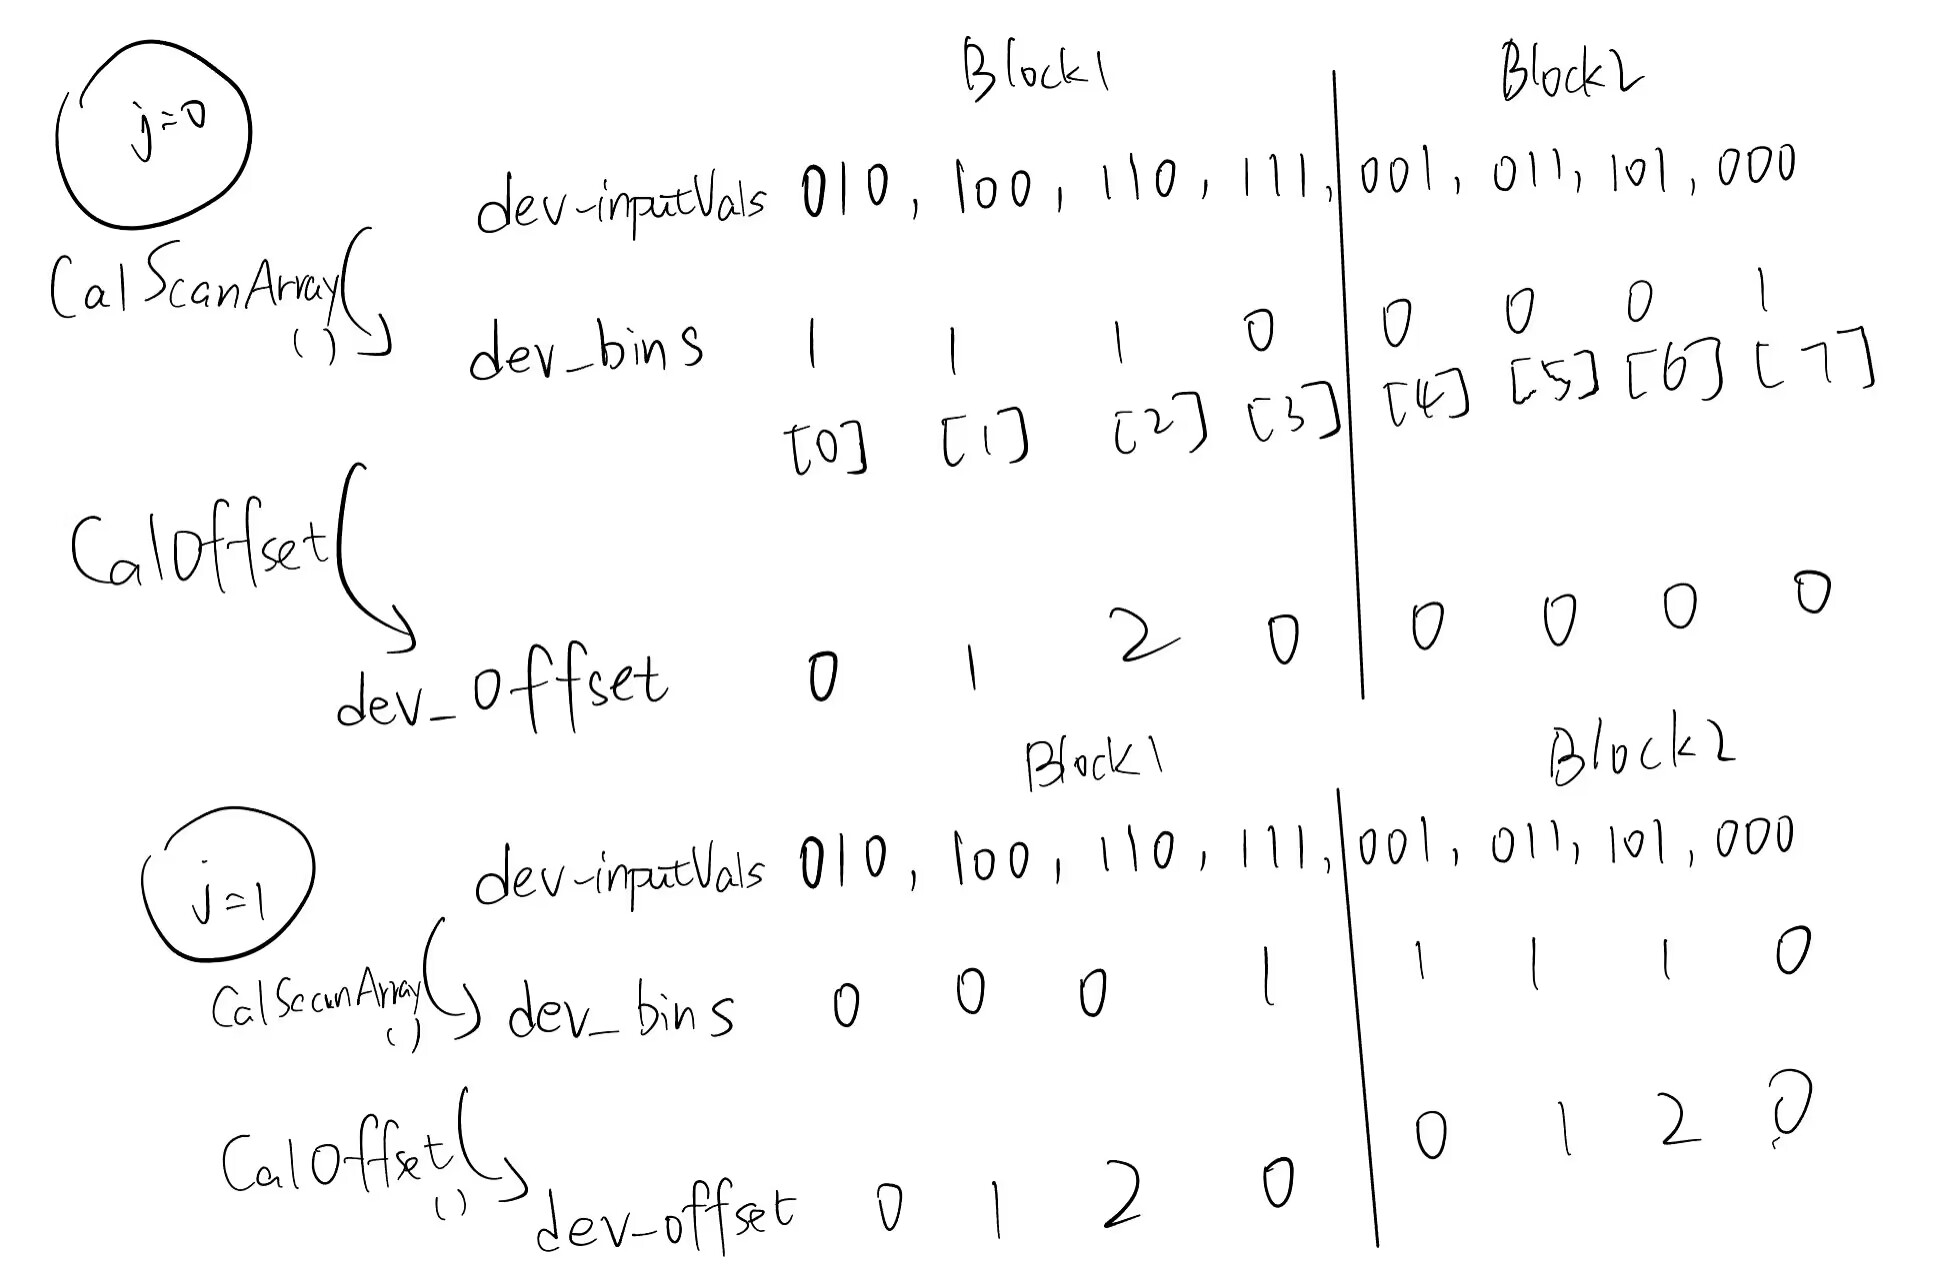 Block1 Block2
j=0
dev-inputVals 010, 100, 110, 111, 001, 011, 101, 000
CalScanArray
()
dev_bins 1 1 1 0 0 0 0 1
[0] [1] [2] [3] [4] [5] [6] [7]
CalOffset
dev_offset 0 1 2 0 0 0 0 0
Block1 Block2
j=1
dev-inputVals 010, 100, 110, 111, 001, 011, 101, 000
CalScanArray
()
dev_bins 0 0 0 1 1 1 1 0
CalOffset
()
dev-offset 0 1 2 0 0 1 2 0